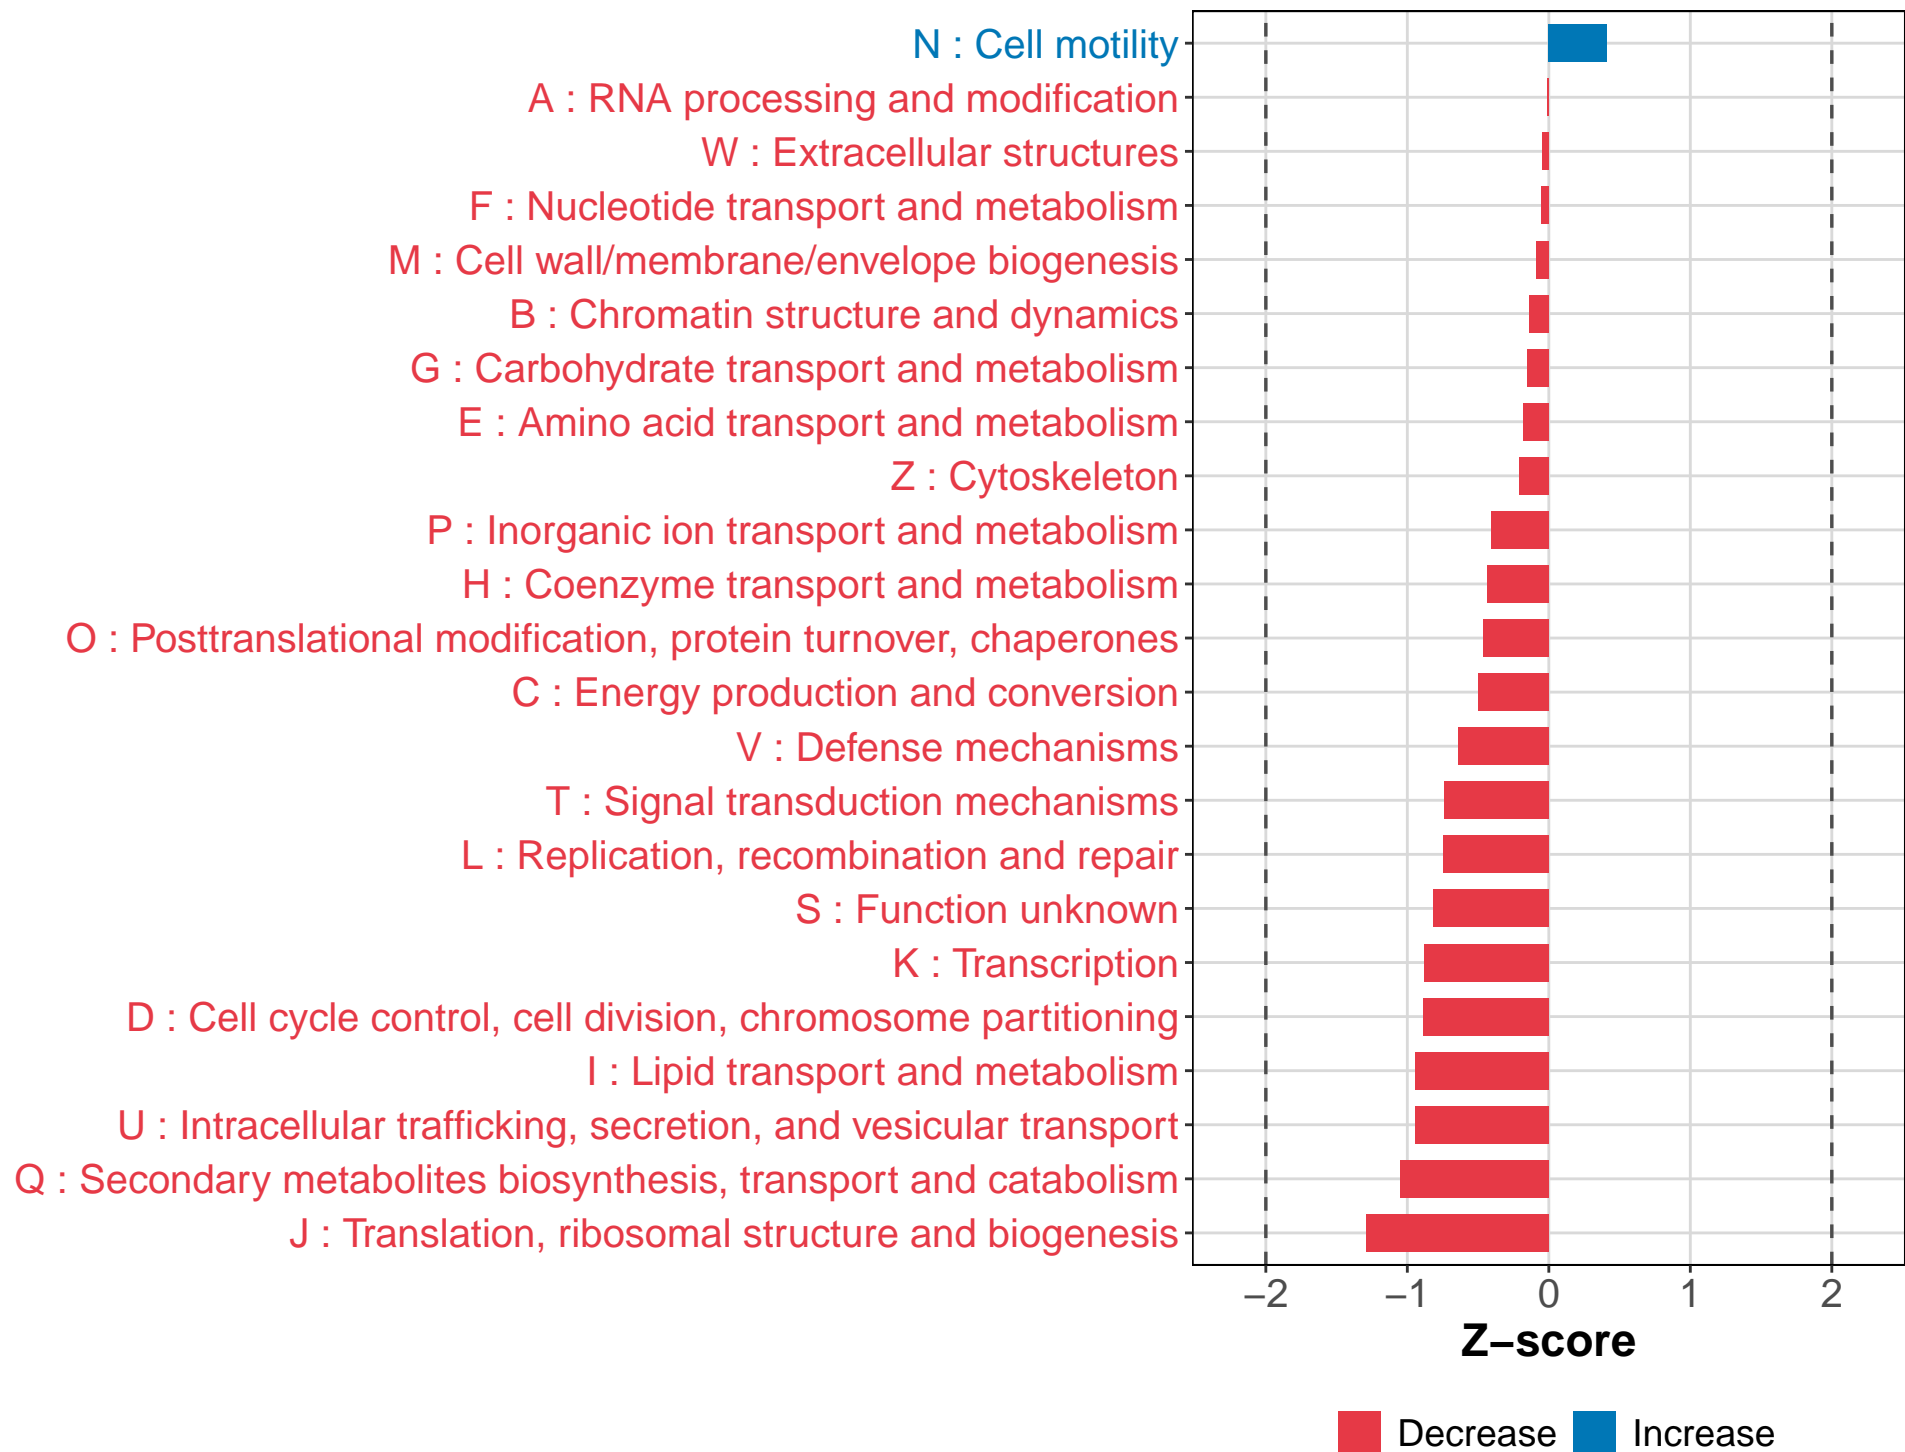 N : Cell motility
A : RNA processing and modification
W : Extracellular structures
F : Nucleotide transport and metabolism
M : Cell wall/membrane/envelope biogenesis
B : Chromatin structure and dynamics
G : Carbohydrate transport and metabolism
E : Amino acid transport and metabolism
Z : Cytoskeleton
P : Inorganic ion transport and metabolism
H : Coenzyme transport and metabolism
O : Posttranslational modification, protein turnover, chaperones
C : Energy production and conversion
V : Defense mechanisms
T : Signal transduction mechanisms
L : Replication, recombination and repair
S : Function unknown
K : Transcription
D : Cell cycle control, cell division, chromosome partitioning
I : Lipid transport and metabolism
U : Intracellular trafficking, secretion, and vesicular transport
Q : Secondary metabolites biosynthesis, transport and catabolism
J : Translation, ribosomal structure and biogenesis
−2 −1 0 1 2
Z−score
Decrease Increase